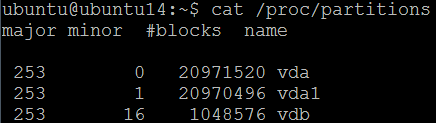 ubuntu@ubuntu14:~$ cat /proc/partitions
major minor  #blocks  name

 253        0   20971520 vda
 253        1   20970496 vda1
 253       16    1048576 vdb